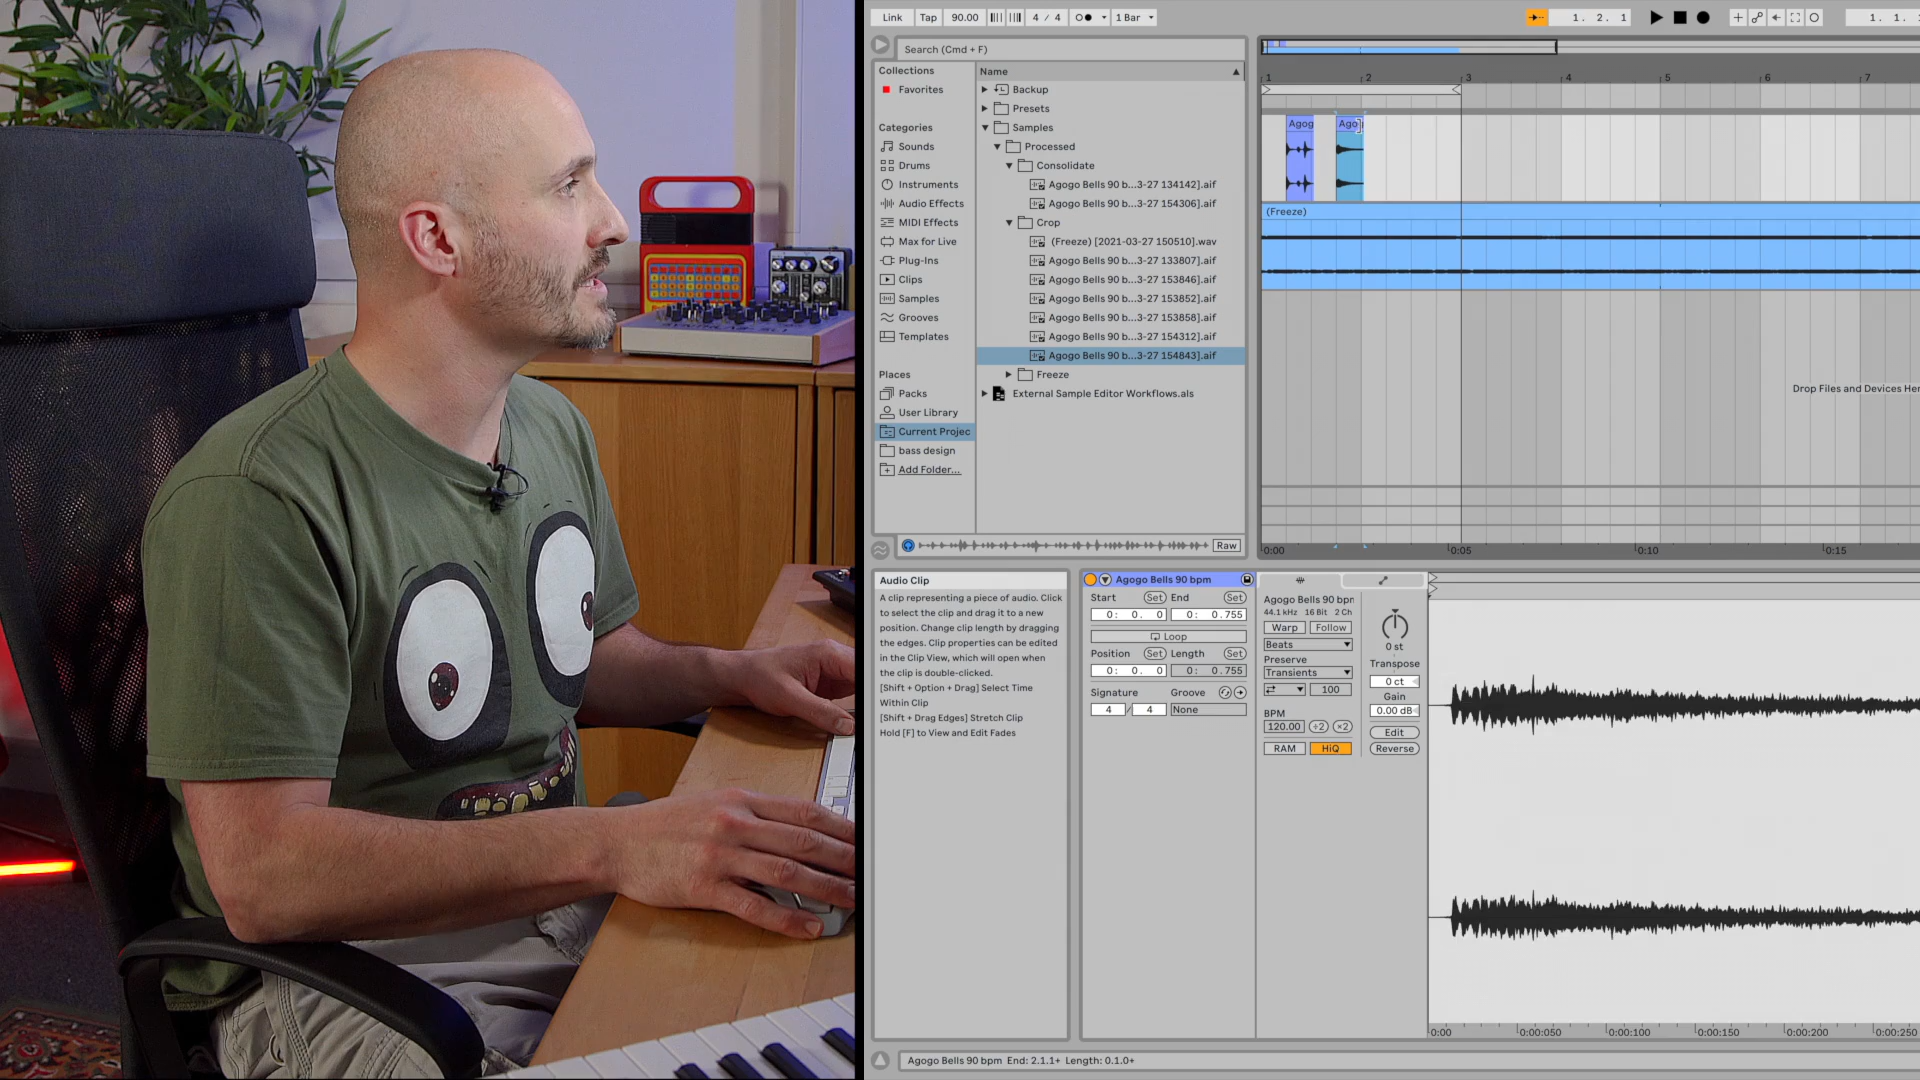 Link Tap 90.00 4 / 4 1 Bar 1. 2. 1 1. 1.
Search (Cmd + F)
Collections
Favorites
Categories
Sounds
Drums
Instruments
Audio Effects
MIDI Effects
Max for Live
Plug-Ins
Clips
Samples
Grooves
Templates
Places
Packs
User Library
Current Projec
bass design
Add Folder...
Name
Backup
Presets
Samples
Processed
Consolidate
Agogo Bells 90 b...3-27 134142].aif
Agogo Bells 90 b...3-27 154306].aif
Crop
(Freeze) [2021-03-27 150510].wav
Agogo Bells 90 b...3-27 133807].aif
Agogo Bells 90 b...3-27 153846].aif
Agogo Bells 90 b...3-27 153852].aif
Agogo Bells 90 b...3-27 153858].aif
Agogo Bells 90 b...3-27 154312].aif
Agogo Bells 90 b...3-27 154843].aif
Freeze
External Sample Editor Workflows.als
Raw
1 2 3 4 5 6 7
Agog Ago
(Freeze)
Drop Files and Devices Her
0:00 0:05 0:10 0:15
Audio Clip
A clip representing a piece of audio. Click
to select the clip and drag it to a new
position. Change clip length by dragging
the edges. Clip properties can be edited
in the Clip View, which will open when
the clip is double-clicked.
[Shift + Option + Drag] Select Time
Within Clip
[Shift + Drag Edges] Stretch Clip
Hold [F] to View and Edit Fades
Agogo Bells 90 bpm
Start Set End Set
0: 0. 0 0: 0.755
Loop
Position Set Length Set
0: 0. 0 0: 0.755
Signature Groove
4 / 4 None
Agogo Bells 90 bpm
44.1 kHz 16 Bit 2 Ch
Warp Follow
Beats
Preserve
Transients
100
BPM
120.00 ÷2 ×2
RAM HiQ
0 st
Transpose
0 ct
Gain
0.00 dB
Edit
Reverse
0:00 0:00:050 0:00:100 0:00:150 0:00:200 0:00:250
Agogo Bells 90 bpm End: 2.1.1+ Length: 0.1.0+